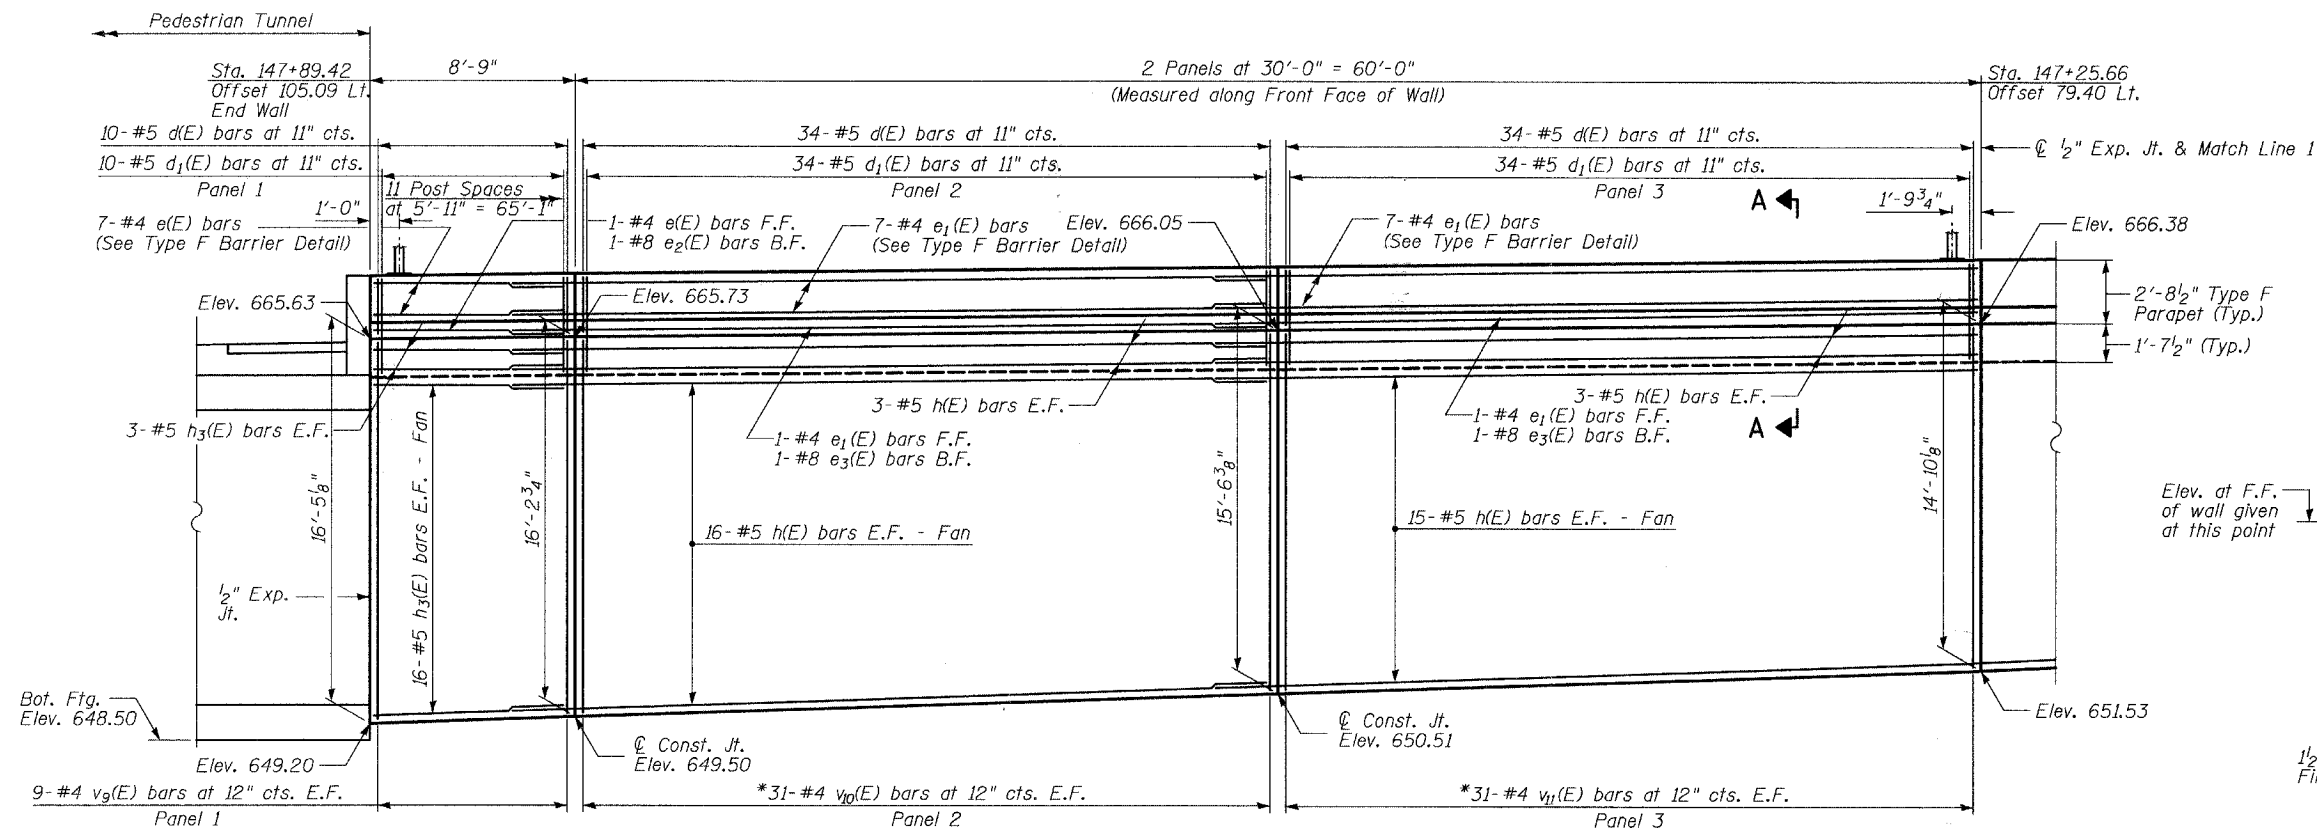 Pedestrian Tunnel
Sta. 147+89.42
Offset 105.09 Lt.
End Wall
8'-9"
2 Panels at 30'-0" = 60'-0"
(Measured along Front Face of Wall)
Sta. 147+25.66
Offset 79.40 Lt.
10-#5 d(E) bars at 11" cts.
34-#5 d(E) bars at 11" cts.
34-#5 d(E) bars at 11" cts.
℄ 1/2" Exp. Jt. & Match Line 1
10-#5 d1(E) bars at 11" cts.
34-#5 d1(E) bars at 11" cts.
34-#5 d1(E) bars at 11" cts.
Panel 1
Panel 2
Panel 3
11 Post Spaces
at 5'-11" = 65'-1"
1'-0"
A
1'-9 3/4"
7-#4 e(E) bars
(See Type F Barrier Detail)
1-#4 e(E) bars F.F.
1-#8 e2(E) bars B.F.
7-#4 e1(E) bars
(See Type F Barrier Detail)
Elev. 666.05
7-#4 e1(E) bars
(See Type F Barrier Detail)
Elev. 666.38
Elev. 665.63
Elev. 665.73
2'-8 1/2" Type F
Parapet (Typ.)
1'-7 1/2" (Typ.)
3-#5 h3(E) bars E.F.
3-#5 h(E) bars E.F.
3-#5 h(E) bars E.F.
1-#4 e1(E) bars F.F.
1-#8 e3(E) bars B.F.
1-#4 e1(E) bars F.F.
1-#8 e3(E) bars B.F.
A
16'-5 1/8"
16-#5 h3(E) bars E.F. - Fan
16'-2 3/4"
16-#5 h(E) bars E.F. - Fan
15'-6 3/8"
15-#5 h(E) bars E.F. - Fan
14'-10 1/8"
Elev. at F.F.
of wall given
at this point
1/2" Exp.
Jt.
Bot. Ftg.
Elev. 648.50
Elev. 649.20
℄ Const. Jt.
Elev. 649.50
℄ Const. Jt.
Elev. 650.51
Elev. 651.53
9-#4 v9(E) bars at 12" cts. E.F.
Panel 1
*31-#4 v10(E) bars at 12" cts. E.F.
Panel 2
*31-#4 v11(E) bars at 12" cts. E.F.
Panel 3